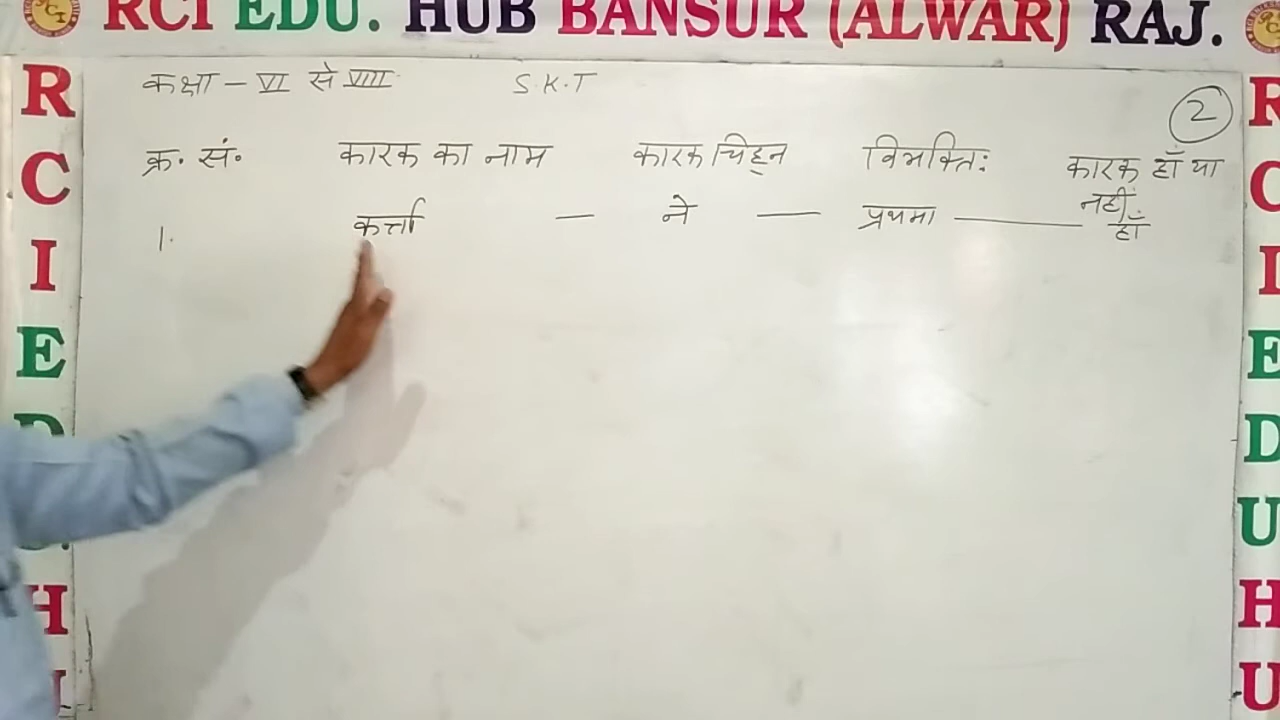 RCI EDU. HUB BANSUR (ALWAR) RAJ.
कक्षा - VI से VIII S.K.T
2
क्र. सं. कारक का नाम कारक चिह्न विभक्तिः कारक हाँ या
नहीं
1. कर्त्ता — ने — प्रथमा — हाँ
R
C
I
E
D
U.
H
U
R
C
I
E
D
U
H
U